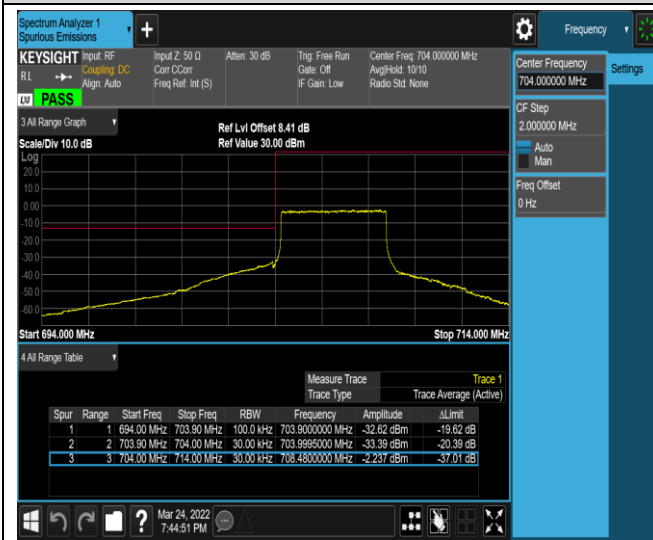 Spectrum Analyzer 1
Spurious Emissions
+
Frequency
KEYSIGHT
R L
Input: RF
Coupling: DC
Align: Auto
Input Z: 50 Ω
Corr CCorr
Freq Ref: Int (S)
Atten: 30 dB
Trig: Free Run
Gate: Off
IF Gain: Low
Center Freq: 704.000000 MHz
Avg|Hold: 10/10
Radio Std: None
LXI
PASS
Center Frequency
704.000000 MHz
Settings
CF Step
2.000000 MHz
Auto
Man
Freq Offset
0 Hz
3 All Range Graph
Scale/Div 10.0 dB
Ref Lvl Offset 8.41 dB
Ref Value 30.00 dBm
Log
20.0
10.0
0.00
-10.0
-20.0
-30.0
-40.0
-50.0
-60.0
Start 694.000 MHz
Stop 714.000 MHz
4 All Range Table
Measure Trace Trace 1
Trace Type Trace Average (Active)
Spur Range Start Freq Stop Freq RBW Frequency Amplitude ΔLimit
1 1 694.00 MHz 703.90 MHz 100.0 kHz 703.9000000 MHz -32.62 dBm -19.62 dB
2 2 703.90 MHz 704.00 MHz 30.00 kHz 703.9995000 MHz -33.39 dBm -20.39 dB
3 3 704.00 MHz 714.00 MHz 30.00 kHz 708.4800000 MHz -2.237 dBm -37.01 dB
?
Mar 24, 2022
7:44:51 PM